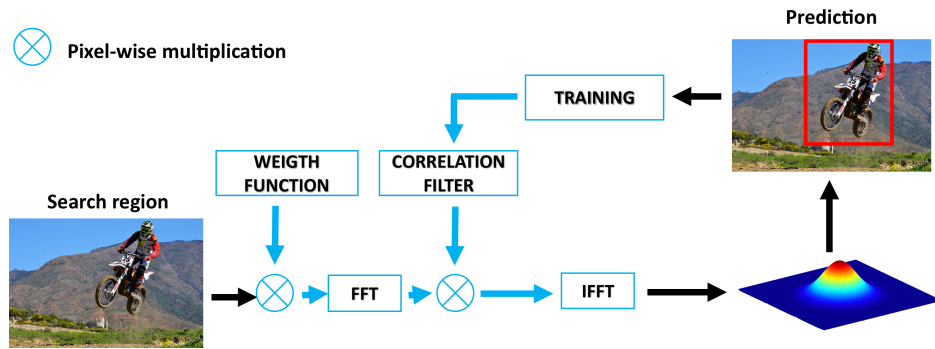 Prediction
Pixel-wise multiplication
TRAINING
WEIGTH
FUNCTION
CORRELATION
FILTER
Search region
FFT
IFFT